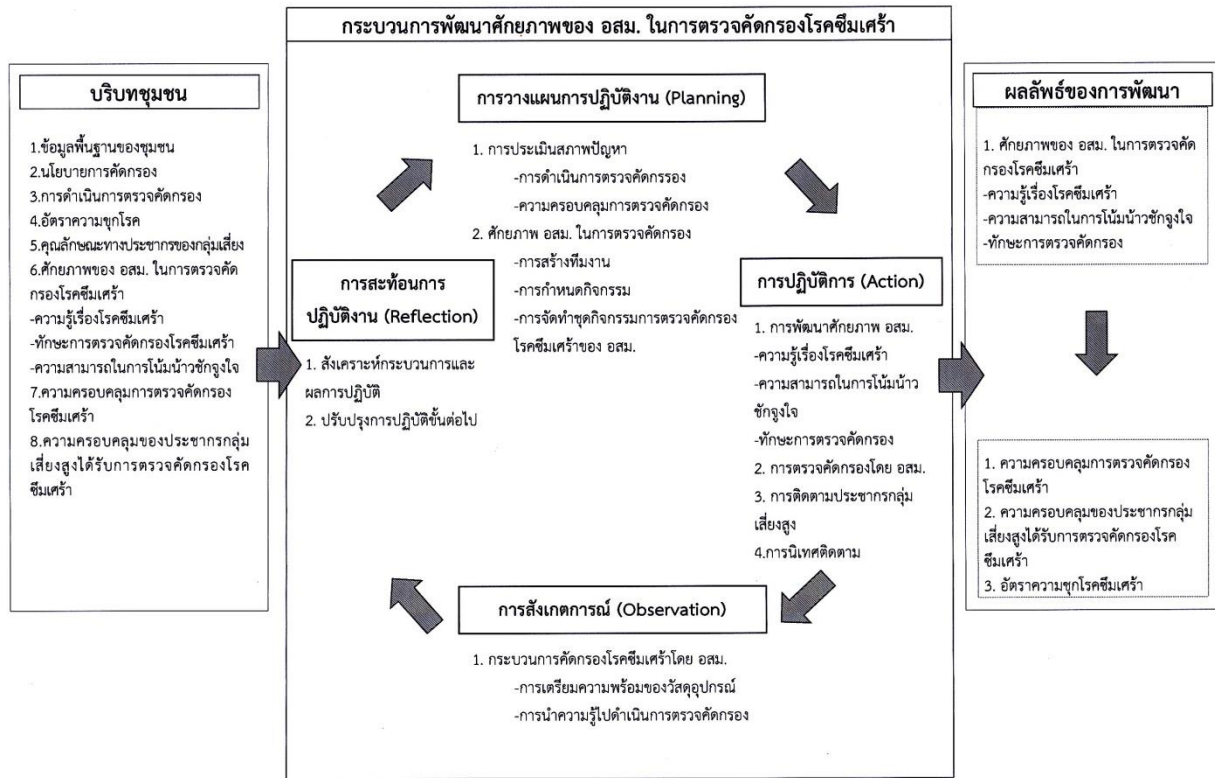 กระบวนการพัฒนาศักยภาพของ อสม. ในการตรวจคัดกรองโรคซึมเศร้า
บริบทชุมชน
1.ข้อมูลพื้นฐานของชุมชน
2.นโยบายการคัดกรอง
3.การดำเนินการตรวจคัดกรอง
4.อัตราความชุกโรค
5.คุณลักษณะทางประชากรของกลุ่มเสี่ยง
6.ศักยภาพของ อสม. ในการตรวจคัด
กรองโรคซึมเศร้า
-ความรู้เรื่องโรคซึมเศร้า
-ทักษะการตรวจคัดกรองโรคซึมเศร้า
-ความสามารถในการโน้มน้าวชักจูงใจ
7.ความครอบคลุมการตรวจคัดกรอง
โรคซึมเศร้า
8.ความครอบคลุมของประชากรกลุ่ม
เสี่ยงสูงได้รับการตรวจคัดกรองโรค
ซึมเศร้า
การวางแผนการปฏิบัติงาน (Planning)
1. การประเมินสภาพปัญหา
-การดำเนินการตรวจคัดกรรอง
-ความครอบคลุมการตรวจคัดกรอง
2. ศักยภาพ อสม. ในการตรวจคัดกรอง
-การสร้างทีมงาน
-การกำหนดกิจกรรม
-การจัดทำชุดกิจกรรมการตรวจคัดกรอง
โรคซึมเศร้าของ อสม.
การสะท้อนการ
ปฏิบัติงาน (Reflection)
1. สังเคราะห์กระบวนการและ
ผลการปฏิบัติ
2. ปรับปรุงการปฏิบัติขั้นต่อไป
การปฏิบัติการ (Action)
1. การพัฒนาศักยภาพ อสม.
-ความรู้เรื่องโรคซึมเศร้า
-ความสามารถในการโน้มน้าว
ชักจูงใจ
-ทักษะการตรวจคัดกรอง
2. การตรวจคัดกรองโดย อสม.
3. การติดตามประชากรกลุ่ม
เสี่ยงสูง
4.การนิเทศติดตาม
การสังเกตการณ์ (Observation)
1. กระบวนการคัดกรองโรคซึมเศร้าโดย อสม.
-การเตรียมความพร้อมของวัสดุอุปกรณ์
-การนำความรู้ไปดำเนินการตรวจคัดกรอง
ผลลัพธ์ของการพัฒนา
1. ศักยภาพของ อสม. ในการตรวจคัด
กรองโรคซึมเศร้า
-ความรู้เรื่องโรคซึมเศร้า
-ความสามารถในการโน้มน้าวชักจูงใจ
-ทักษะการตรวจคัดกรอง
1. ความครอบคลุมการตรวจคัดกรอง
โรคซึมเศร้า
2. ความครอบคลุมของประชากรกลุ่ม
เสี่ยงสูงได้รับการตรวจคัดกรองโรค
ซึมเศร้า
3. อัตราความชุกโรคซึมเศร้า